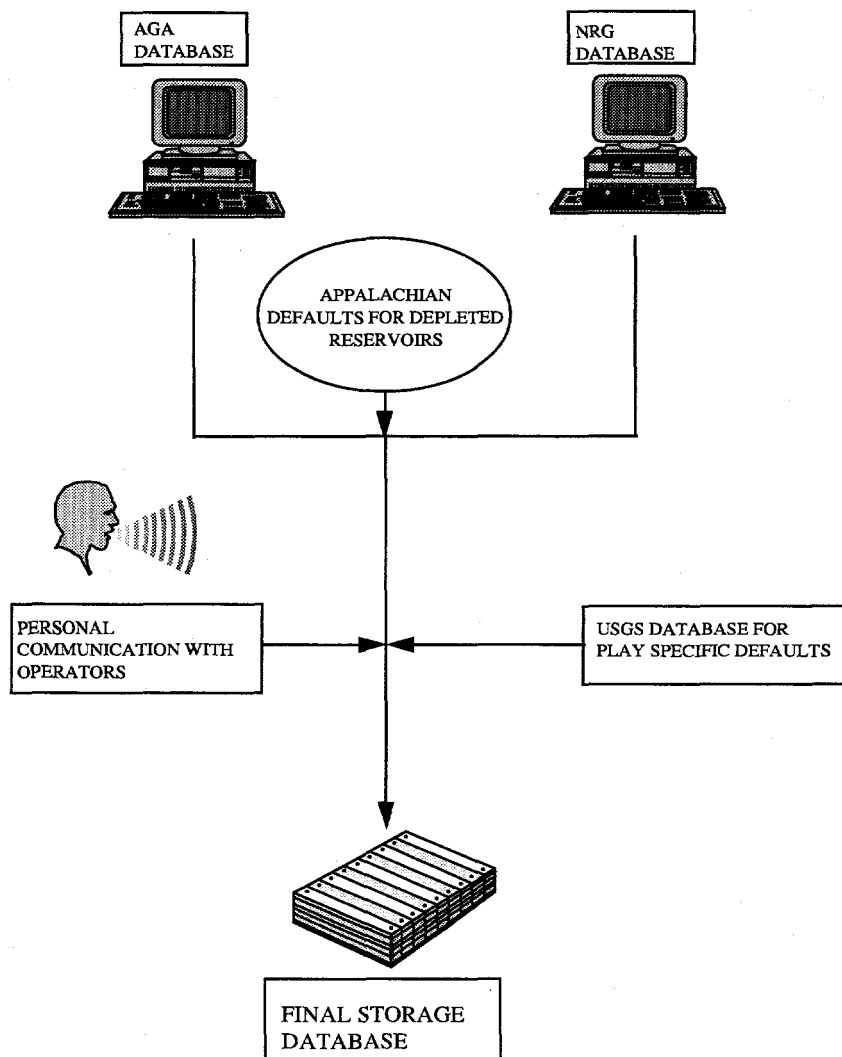 AGA
DATABASE
NRG
DATABASE
APPALACHIAN
DEFAULTS FOR DEPLETED
RESERVOIRS
PERSONAL
COMMUNICATION WITH
OPERATORS
USGS DATABASE FOR
PLAY SPECIFIC DEFAULTS
FINAL STORAGE
DATABASE